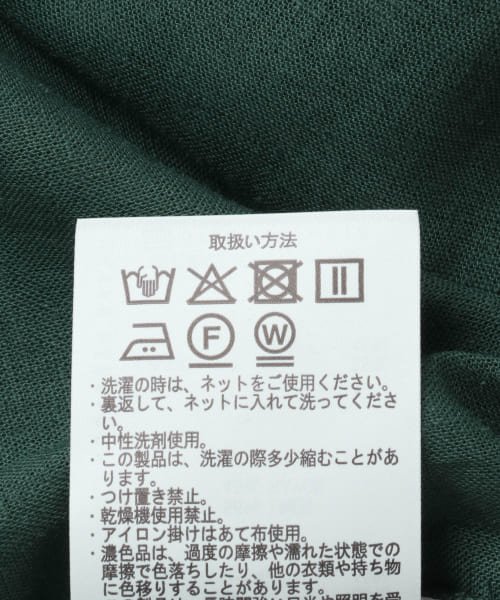 取扱い方法
F
W
・洗濯の時は、ネットをご使用ください。
・裏返して、ネットに入れて洗ってくださ
い。
・中性洗剤使用。
・この製品は、洗濯の際多少縮むことがあ
ります。
・つけ置き禁止。
・乾燥機使用禁止。
・アイロン掛けはあて布使用。
・濃色品は、過度の摩擦や濡れた状態での
摩擦で色落ちしたり、他の衣類や持ち物
に色移りすることがあります。